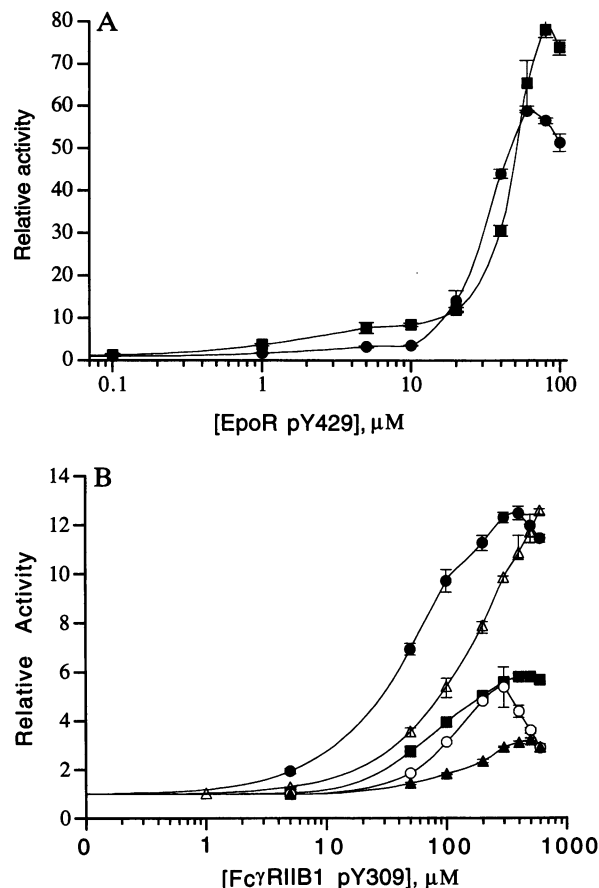 A
80
70
60
50
40
30
20
10
0
Relative activity
0.1 1 10 100
[EpoR pY429], μM
B
14
12
10
8
6
4
2
0
Relative Activity
0 1 10 100 1000
[FcγRIIB1 pY309], μM